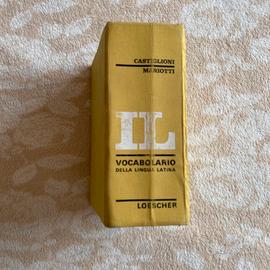 CASTIGLIONI
MARIOTTI
IL
VOCABOLARIO
DELLA LINGUA LATINA
LOESCHER